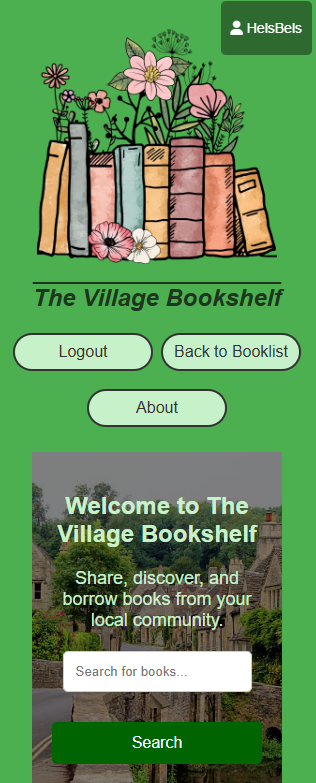 HelsBels
The Village Bookshelf
Logout
Back to Booklist
About
Welcome to The
Village Bookshelf
Share, discover, and
borrow books from your
local community.
Search for books...
Search